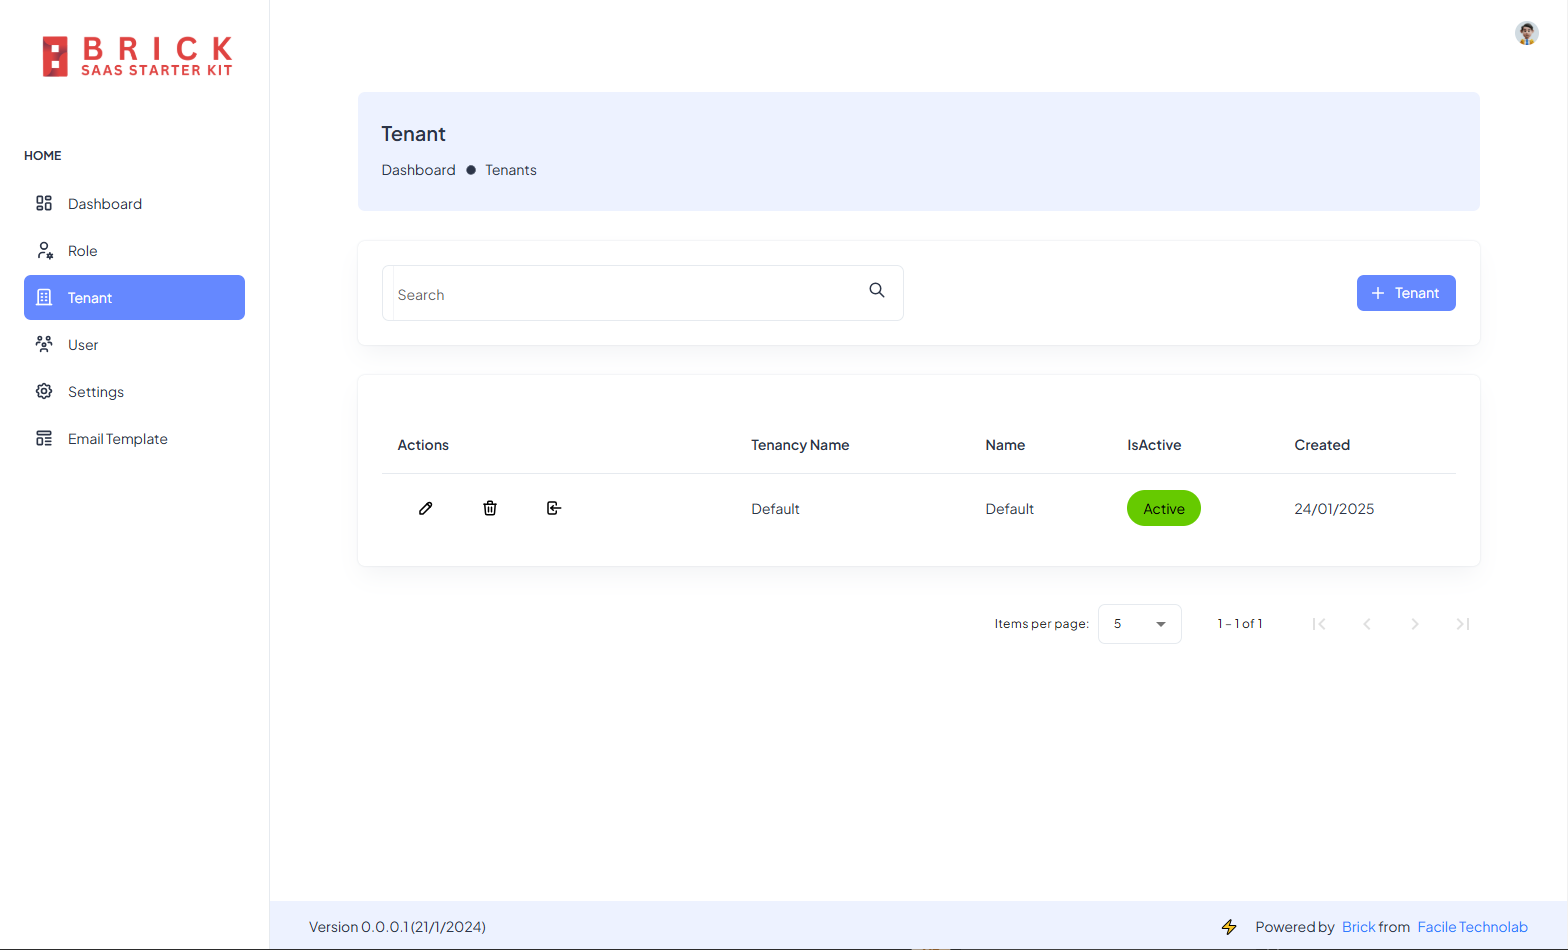 BRICK
SAAS STARTER KIT
HOME
Dashboard
Role
Tenant
User
Settings
Email Template
Tenant
Dashboard ● Tenants
Search
+ Tenant
Actions Tenancy Name Name IsActive Created
Default Default Active 24/01/2025
Items per page: 5 1 – 1 of 1
Version 0.0.0.1 (21/1/2024) Powered by Brick from Facile Technolab